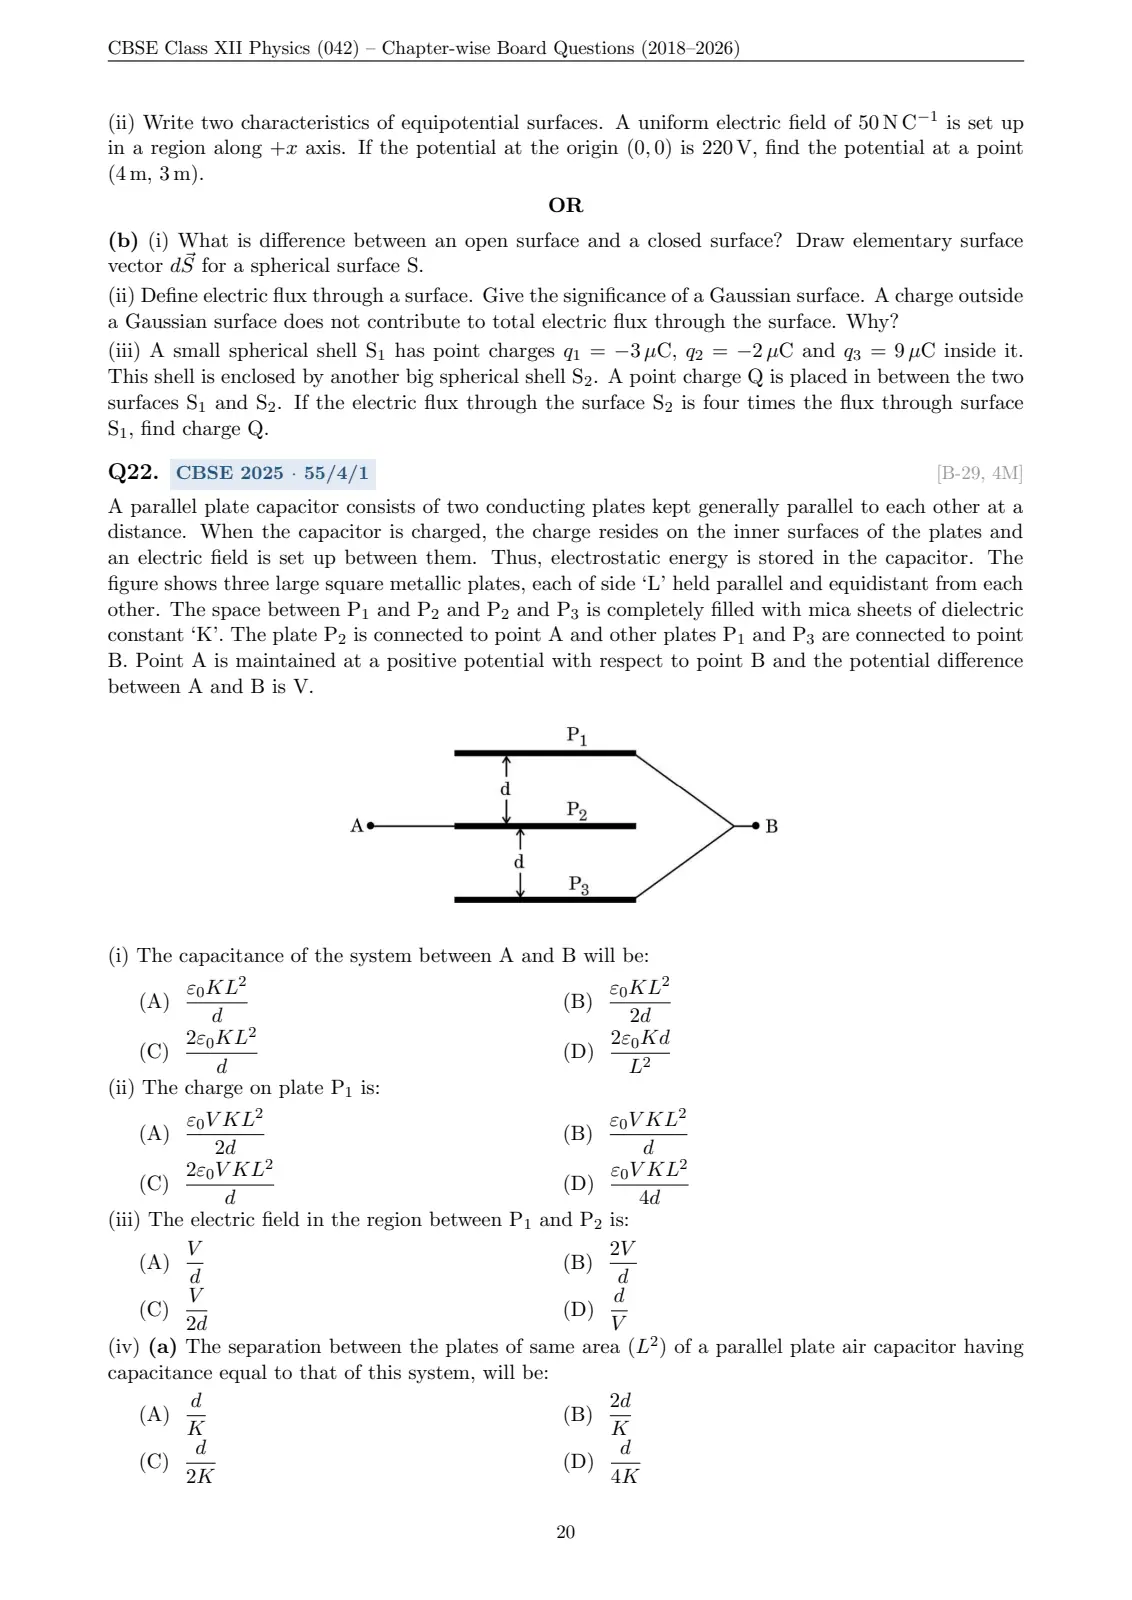 CBSE Class XII Physics (042) – Chapter-wise Board Questions (2018–2026)
(ii) Write two characteristics of equipotential surfaces. A uniform electric field of 50 N C⁻¹ is set up
in a region along +x axis. If the potential at the origin (0, 0) is 220 V, find the potential at a point
(4 m, 3 m).
OR
(b) (i) What is difference between an open surface and a closed surface? Draw elementary surface
vector dS⃗ for a spherical surface S.
(ii) Define electric flux through a surface. Give the significance of a Gaussian surface. A charge outside
a Gaussian surface does not contribute to total electric flux through the surface. Why?
(iii) A small spherical shell S₁ has point charges q₁ = −3 μC, q₂ = −2 μC and q₃ = 9 μC inside it.
This shell is enclosed by another big spherical shell S₂. A point charge Q is placed in between the two
surfaces S₁ and S₂. If the electric flux through the surface S₂ is four times the flux through surface
S₁, find charge Q.
Q22. CBSE 2025 · 55/4/1 [B-29, 4M]
A parallel plate capacitor consists of two conducting plates kept generally parallel to each other at a
distance. When the capacitor is charged, the charge resides on the inner surfaces of the plates and
an electric field is set up between them. Thus, electrostatic energy is stored in the capacitor. The
figure shows three large square metallic plates, each of side ‘L’ held parallel and equidistant from each
other. The space between P₁ and P₂ and P₂ and P₃ is completely filled with mica sheets of dielectric
constant ‘K’. The plate P₂ is connected to point A and other plates P₁ and P₃ are connected to point
B. Point A is maintained at a positive potential with respect to point B and the potential difference
between A and B is V.
P₁
d
P₂
A B
d
P₃
(i) The capacitance of the system between A and B will be:
(A) ε₀KL²/d (B) ε₀KL²/2d
(C) 2ε₀KL²/d (D) 2ε₀Kd/L²
(ii) The charge on plate P₁ is:
(A) ε₀VKL²/2d (B) ε₀VKL²/d
(C) 2ε₀VKL²/d (D) ε₀VKL²/4d
(iii) The electric field in the region between P₁ and P₂ is:
(A) V/d (B) 2V/d
(C) V/2d (D) d/V
(iv) (a) The separation between the plates of same area (L²) of a parallel plate air capacitor having
capacitance equal to that of this system, will be:
(A) d/K (B) 2d/K
(C) d/2K (D) d/4K
20